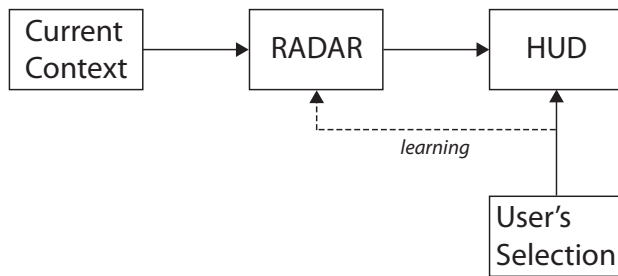 Current
Context
RADAR
HUD
learning
User's
Selection